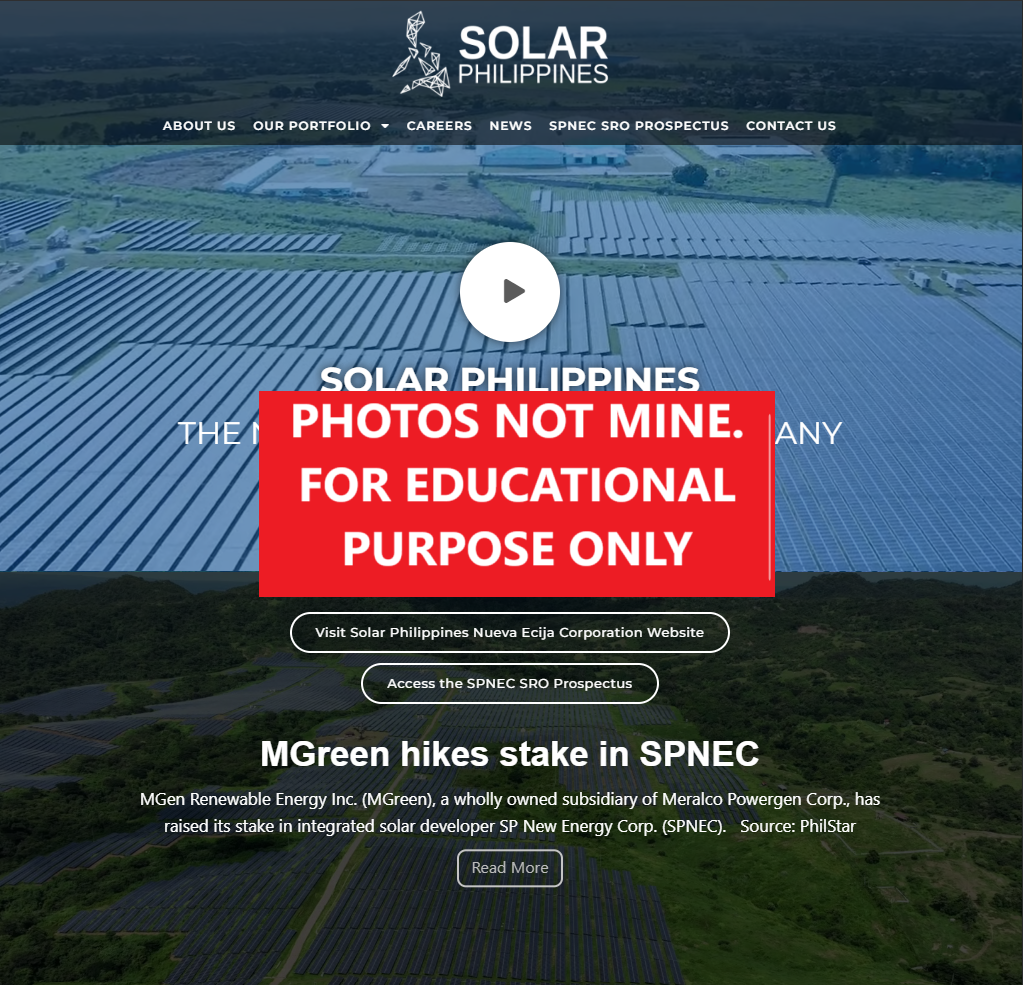 SOLAR
PHILIPPINES
ABOUT US OUR PORTFOLIO CAREERS NEWS SPNEC SRO PROSPECTUS CONTACT US
SOLAR PHILIPPINES
THE
PHOTOS NOT MINE.
FOR EDUCATIONAL
PURPOSE ONLY
Visit Solar Philippines Nueva Ecija Corporation Website
Access the SPNEC SRO Prospectus
MGreen hikes stake in SPNEC
MGen Renewable Energy Inc. (MGreen), a wholly owned subsidiary of Meralco Powergen Corp., has
raised its stake in integrated solar developer SP New Energy Corp. (SPNEC). Source: PhilStar
Read More